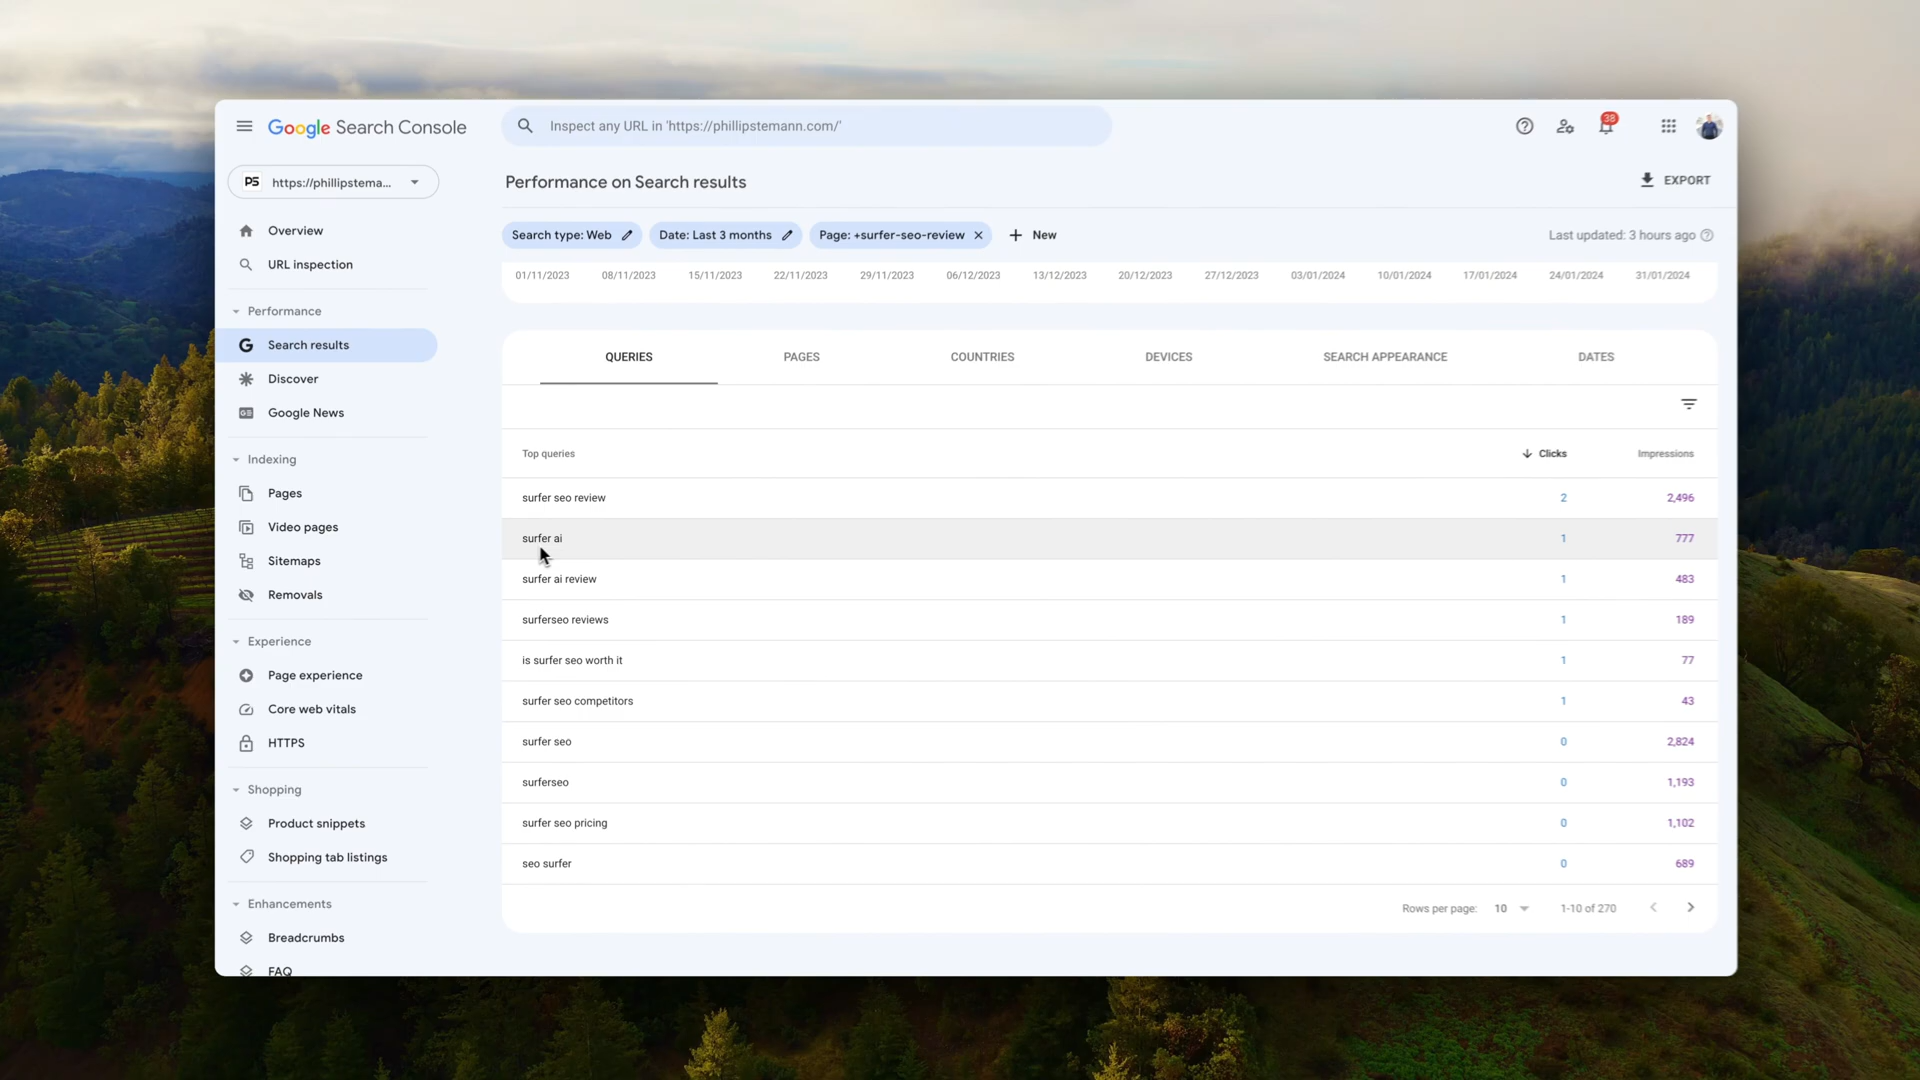 Google Search Console
Inspect any URL in 'https://phillipstemann.com/'
38
PS
https://phillipstema...
Performance on Search results
EXPORT
Search type: Web
Date: Last 3 months
Page: +surfer-seo-review
New
Last updated: 3 hours ago
01/11/2023 08/11/2023 15/11/2023 22/11/2023 29/11/2023 06/12/2023 13/12/2023 20/12/2023 27/12/2023 03/01/2024 10/01/2024 17/01/2024 24/01/2024 31/01/2024
Overview
URL inspection
Performance
Search results
Discover
Google News
Indexing
Pages
Video pages
Sitemaps
Removals
Experience
Page experience
Core web vitals
HTTPS
Shopping
Product snippets
Shopping tab listings
Enhancements
Breadcrumbs
FAQ
QUERIES PAGES COUNTRIES DEVICES SEARCH APPEARANCE DATES
Top queries Clicks Impressions
surfer seo review 2 2,496
surfer ai 1 777
surfer ai review 1 483
surferseo reviews 1 189
is surfer seo worth it 1 77
surfer seo competitors 1 43
surfer seo 0 2,824
surferseo 0 1,193
surfer seo pricing 0 1,102
seo surfer 0 689
Rows per page: 10 1-10 of 270